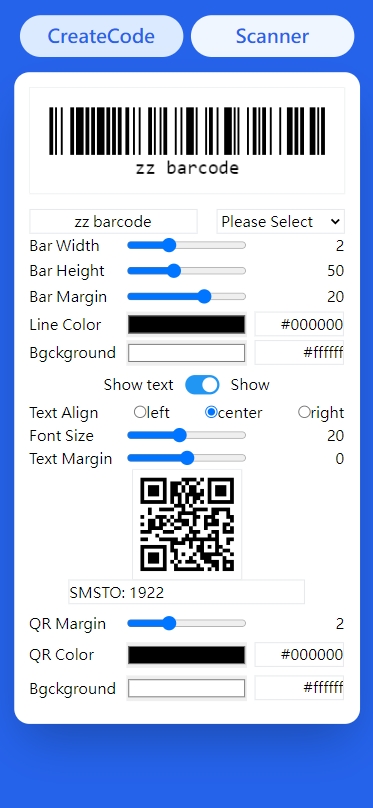 CreateCode Scanner
zz barcode
zz barcode Please Select
Bar Width 2
Bar Height 50
Bar Margin 20
Line Color #000000
Bgckground #ffffff
Show text Show
Text Align left center right
Font Size 20
Text Margin 0
SMSTO: 1922
QR Margin 2
QR Color #000000
Bgckground #ffffff